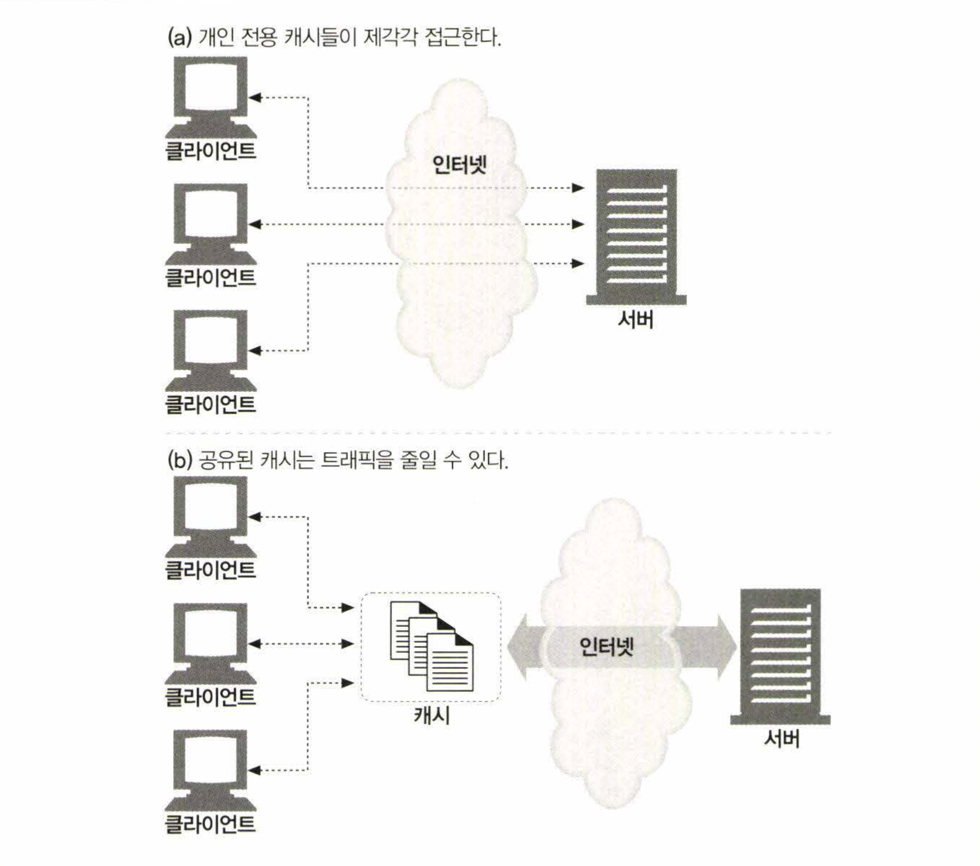 (a) 개인 전용 캐시들이 제각각 접근한다.
클라이언트
인터넷
클라이언트
서버
클라이언트
(b) 공유된 캐시는 트래픽을 줄일 수 있다.
클라이언트
인터넷
클라이언트
캐시
서버
클라이언트